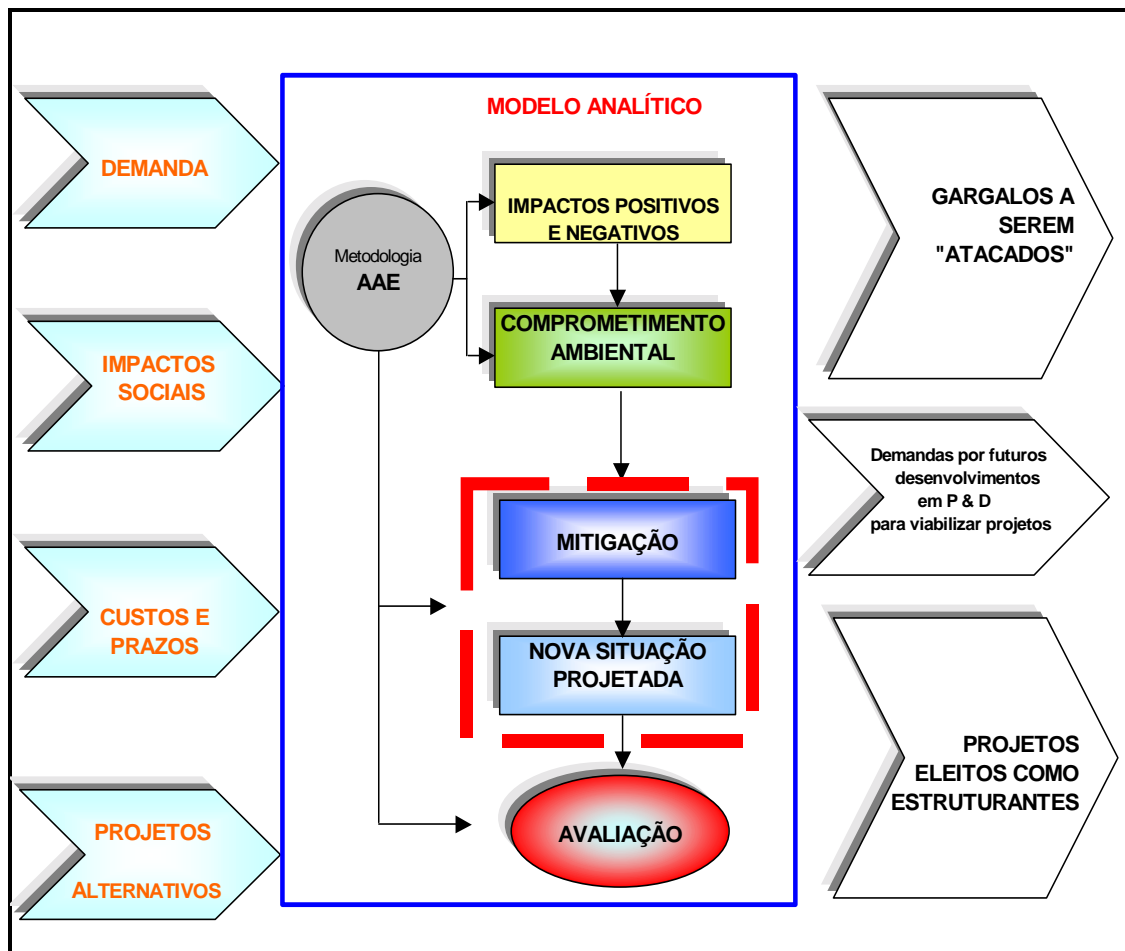 DEMANDA
IMPACTOS
SOCIAIS
CUSTOS E
PRAZOS
PROJETOS
ALTERNATIVOS
MODELO ANALÍTICO
Metodologia
AAE
IMPACTOS POSITIVOS
E NEGATIVOS
COMPROMETIMENTO
AMBIENTAL
MITIGAÇÃO
NOVA SITUAÇÃO
PROJETADA
AVALIAÇÃO
GARGALOS A
SEREM
"ATACADOS"
Demandas por futuros
desenvolvimentos
em P & D
para viabilizar projetos
PROJETOS
ELEITOS COMO
ESTRUTURANTES